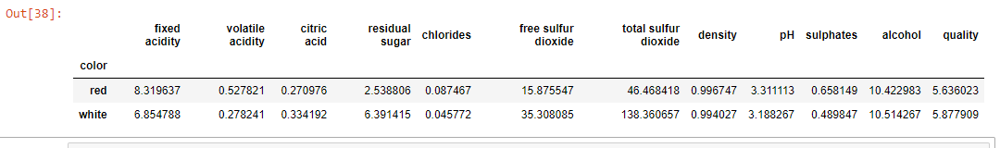 Out[38]:
fixed acidity volatile acidity citric acid residual sugar chlorides free sulfur dioxide total sulfur dioxide density pH sulphates alcohol quality
color
red 8.319637 0.527821 0.270976 2.538806 0.087467 15.875547 46.468418 0.996747 3.311113 0.658149 10.422983 5.636023
white 6.854788 0.278241 0.334192 6.391415 0.045772 35.308085 138.360657 0.994027 3.188267 0.489847 10.514267 5.877909